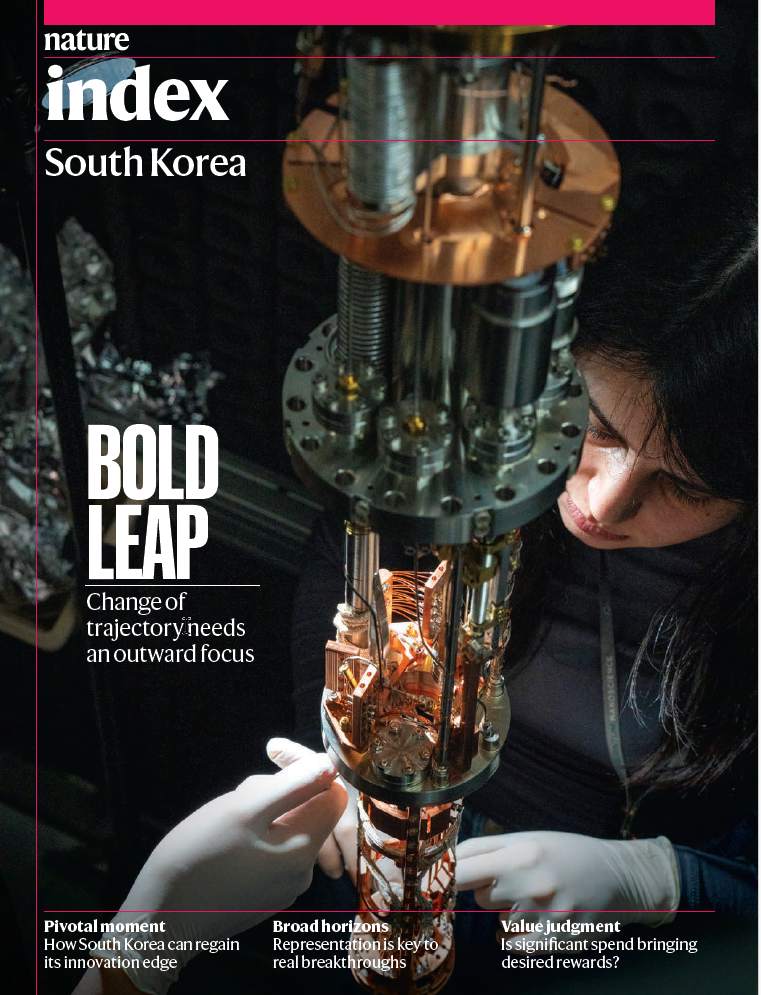 nature
index
South Korea
BOLD
LEAP
Change of
trajectory needs
an outward focus
Pivotal moment
How South Korea can regain
its innovation edge
Broad horizons
Representation is key to
real breakthroughs
Value judgment
Is significant spend bringing
desired rewards?